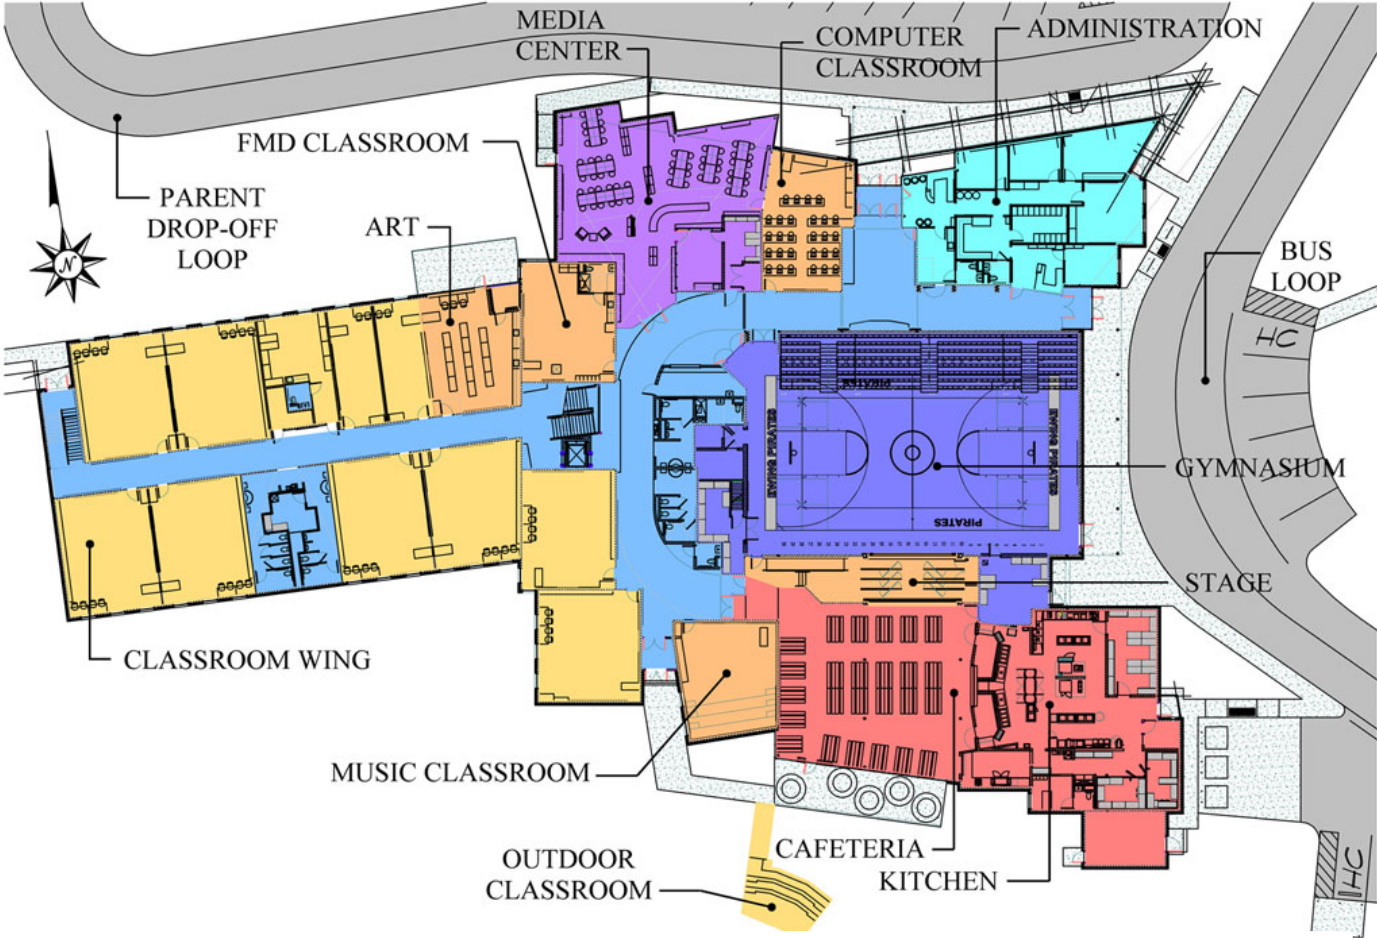 MEDIA
CENTER
COMPUTER
CLASSROOM
ADMINISTRATION
FMD CLASSROOM
PARENT
DROP-OFF
LOOP
ART
BUS
LOOP
HC
N
PIRATES
EWING PIRATES
EWING PIRATES
GYMNASIUM
PIRATES
STAGE
CLASSROOM WING
MUSIC CLASSROOM
CAFETERIA
KITCHEN
OUTDOOR
CLASSROOM
HC